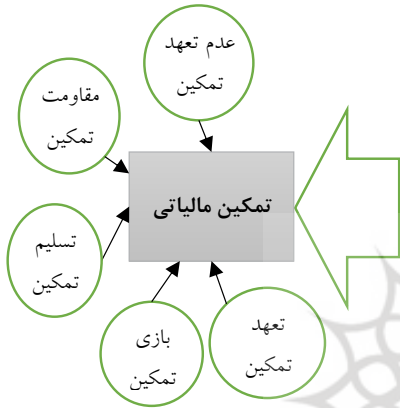 عدم تعهد
تمکین
مقاومت
تمکین
تمکین مالیاتی
تسلیم
تمکین
بازی
تمکین
تعهد
تمکین